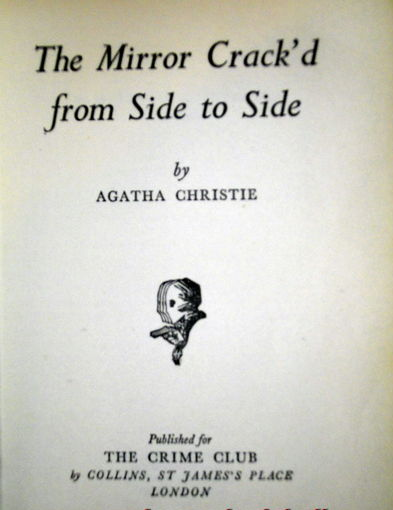 The Mirror Crack'd
from Side to Side
by
AGATHA CHRISTIE
Published for
THE CRIME CLUB
by COLLINS, ST JAMES'S PLACE
LONDON